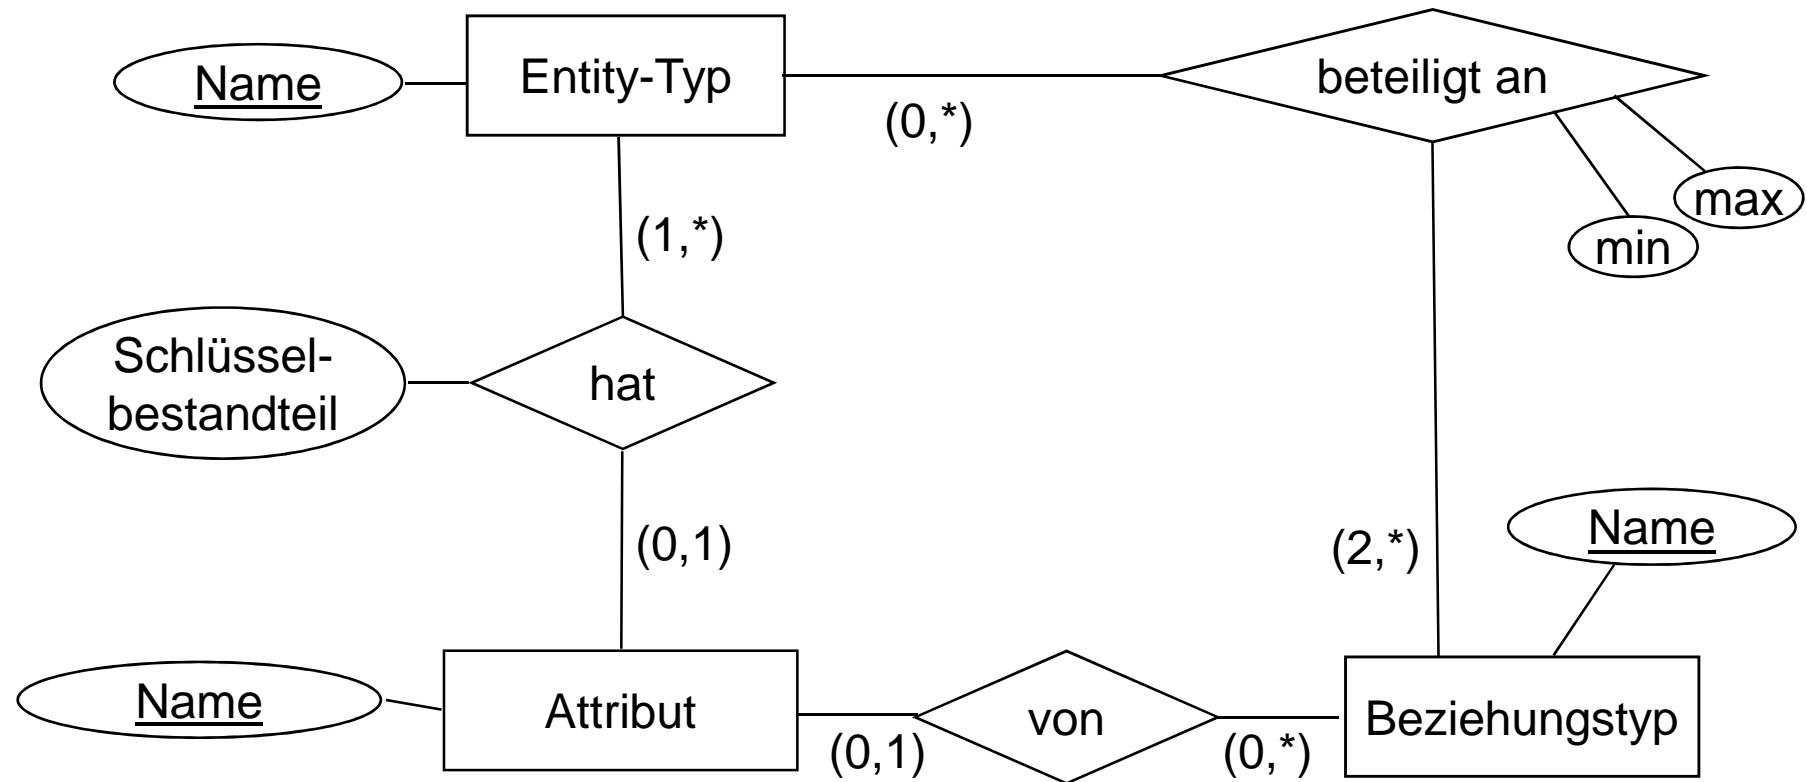 Name
Entity-Typ
beteiligt an
(0,*)
max
min
(1,*)
Schlüssel-
bestandteil
hat
(0,1)
(2,*)
Name
Name
Attribut
(0,1)
von
(0,*)
Beziehungstyp